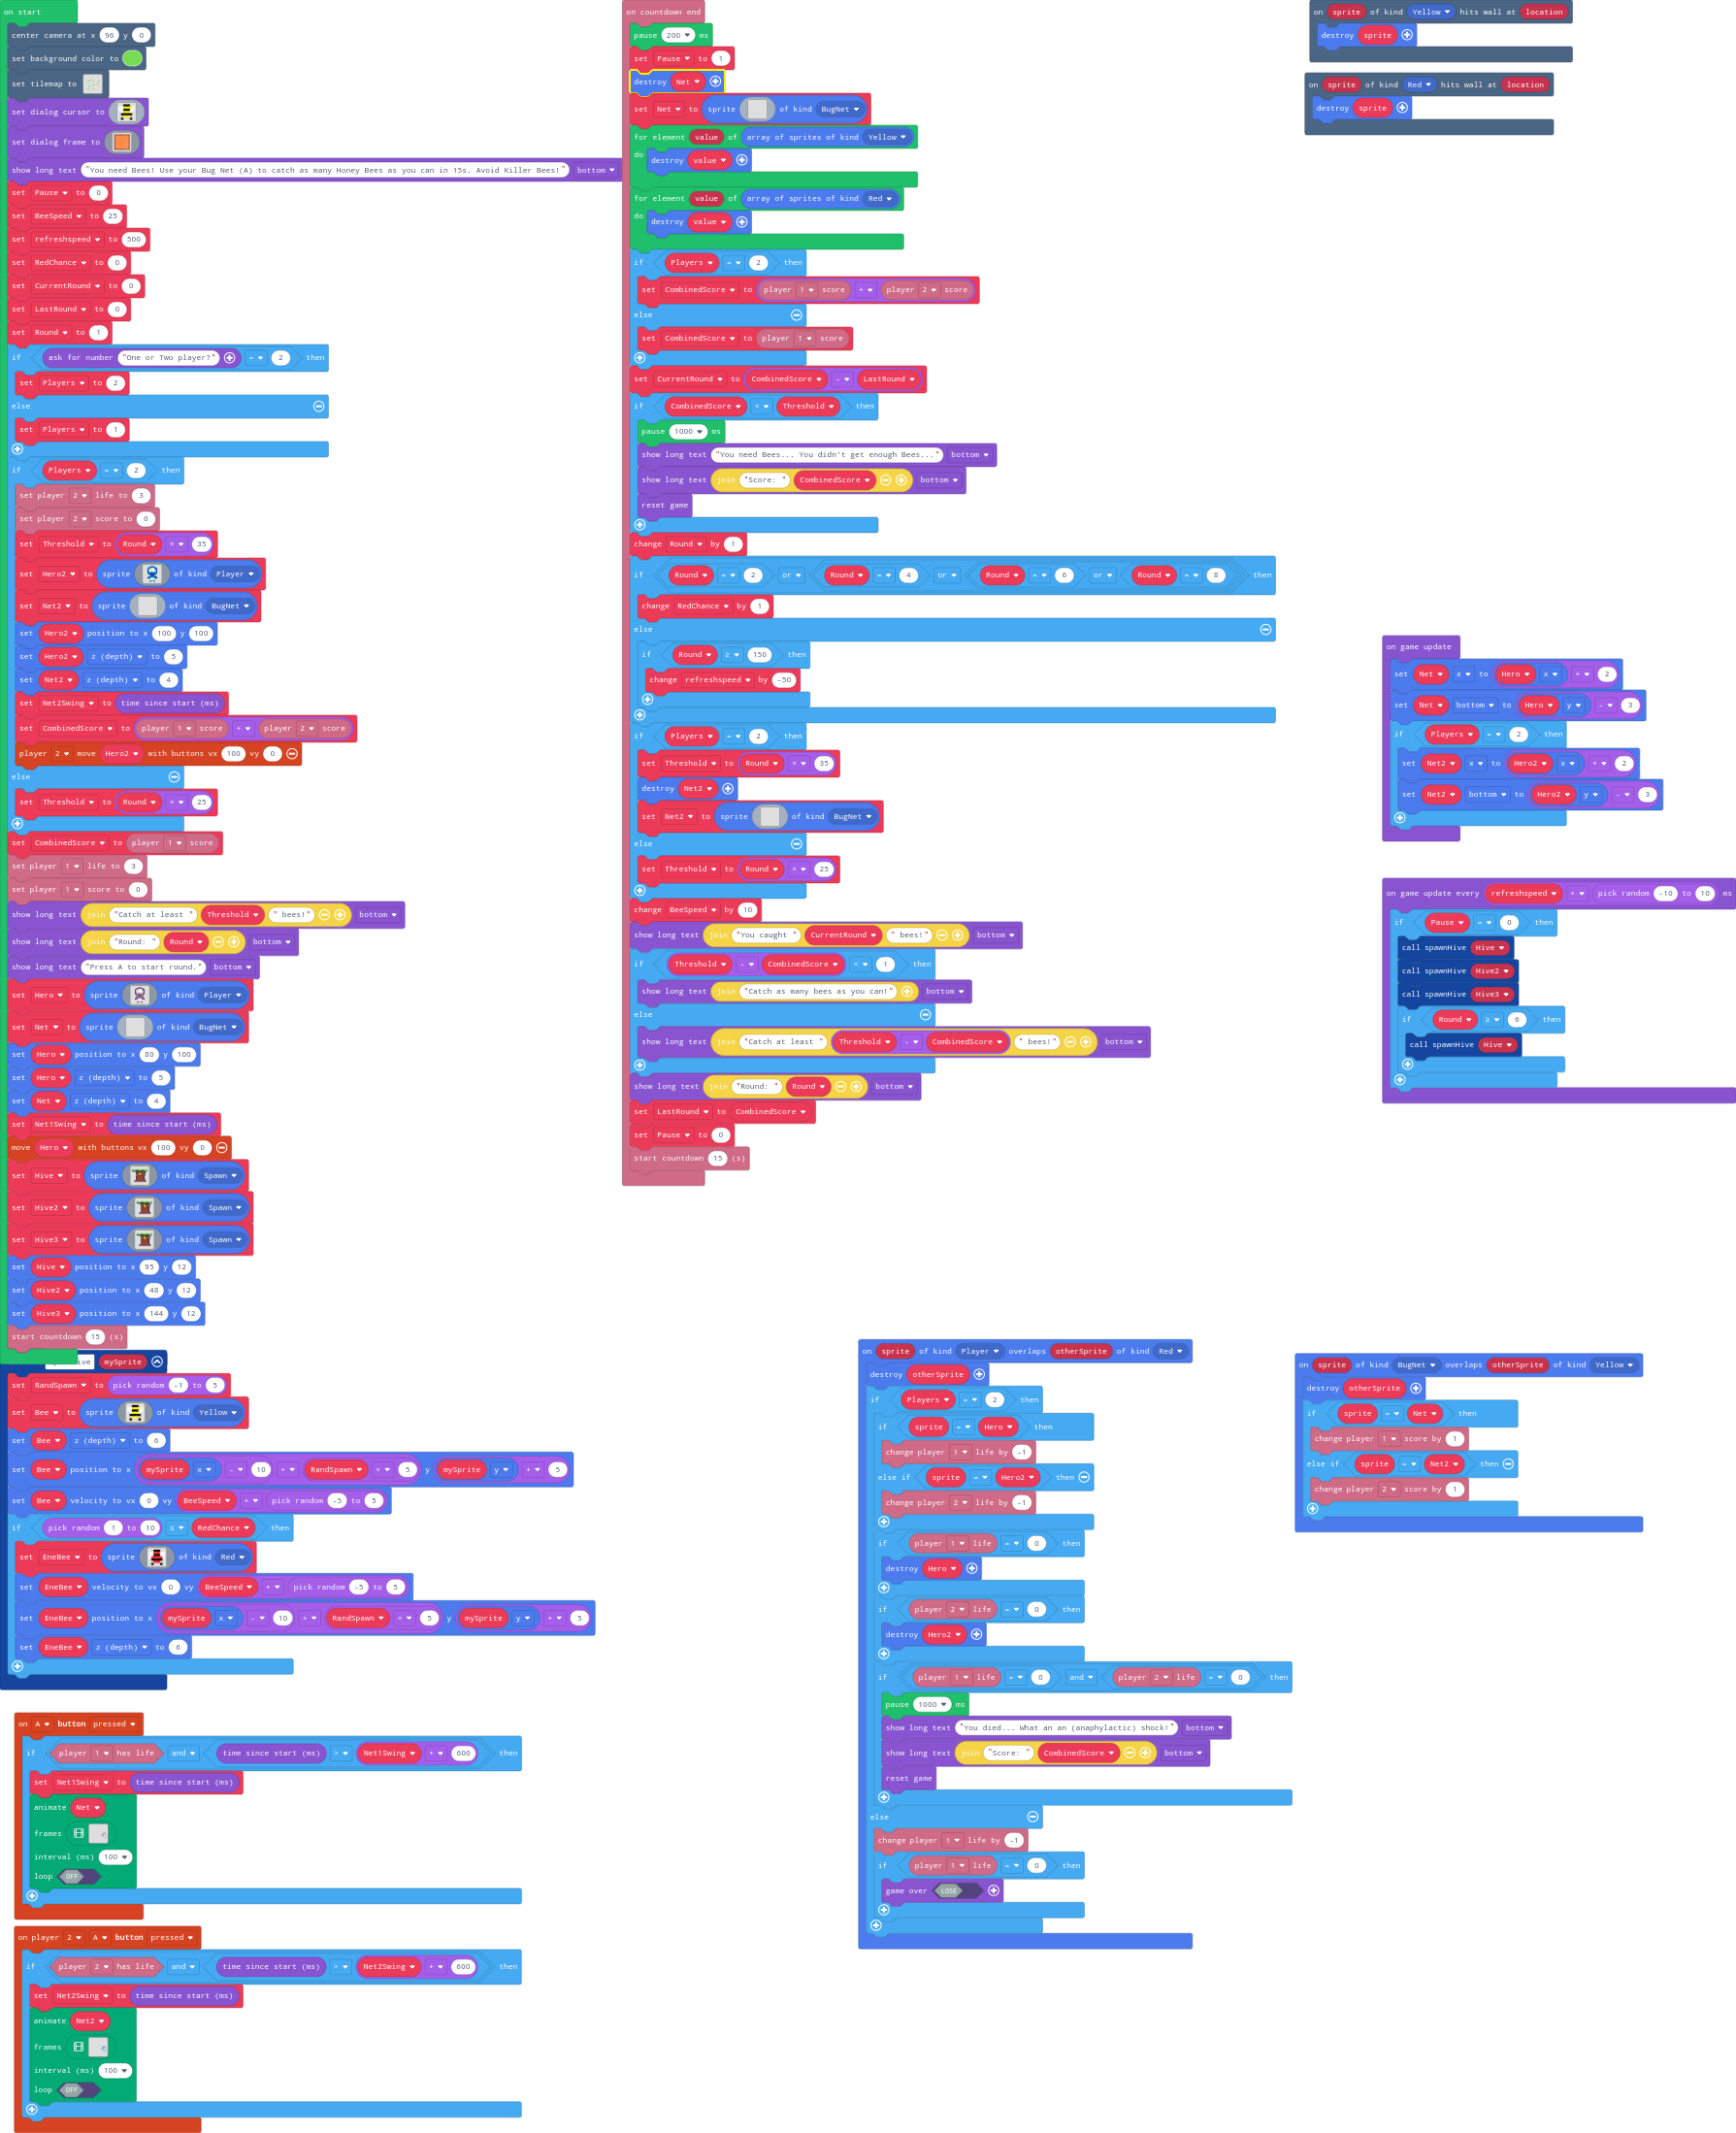 on start
center camera at x 96 y 0
set background color to
set tilemap to
set dialog cursor to
set dialog frame to
show long text "You need Bees! Use your Bug Net (A) to catch as many Honey Bees as you can in 15s. Avoid Killer Bees!" bottom
set Pause to 0
set BeeSpeed to 25
set refreshspeed to 500
set RedChance to 0
set CurrentRound to 0
set LastRound to 0
set Round to 1
if ask for number "One or Two player?" = 2 then
set Players to 2
else
set Players to 1
if Players = 2 then
set player 2 life to 3
set player 2 score to 0
set Threshold to Round × 35
set Hero2 to sprite of kind Player
set Net2 to sprite of kind BugNet
set Hero2 position to x 100 y 100
set Hero2 z (depth) to 5
set Net2 z (depth) to 4
set Net2Swing to time since start (ms)
set CombinedScore to player 1 score + player 2 score
player 2 move Hero2 with buttons vx 100 vy 0
else
set Threshold to Round × 25
set CombinedScore to player 1 score
set player 1 life to 3
set player 1 score to 0
show long text join "Catch at least " Threshold " bees!" bottom
show long text join "Round: " Round bottom
show long text "Press A to start round." bottom
set Hero to sprite of kind Player
set Net to sprite of kind BugNet
set Hero position to x 80 y 100
set Hero z (depth) to 5
set Net z (depth) to 4
set Net1Swing to time since start (ms)
move Hero with buttons vx 100 vy 0
set Hive to sprite of kind Spawn
set Hive2 to sprite of kind Spawn
set Hive3 to sprite of kind Spawn
set Hive position to x 95 y 12
set Hive2 position to x 48 y 12
set Hive3 position to x 144 y 12
start countdown 15 (s)
mySprite
set RandSpawn to pick random -1 to 5
set Bee to sprite of kind Yellow
set Bee z (depth) to 6
set Bee position to x mySprite x - 10 + RandSpawn × 5 y mySprite y + 5
set Bee velocity to vx 0 vy BeeSpeed + pick random -5 to 5
if pick random 1 to 10 ≤ RedChance then
set EneBee to sprite of kind Red
set EneBee velocity to vx 0 vy BeeSpeed + pick random -5 to 5
set EneBee position to x mySprite x - 10 + RandSpawn × 5 y mySprite y + 5
set EneBee z (depth) to 6
on A button pressed
if player 1 has life and time since start (ms) > Net1Swing + 600 then
set Net1Swing to time since start (ms)
animate Net
frames
interval (ms) 100
loop OFF
on player 2 A button pressed
if player 2 has life and time since start (ms) > Net2Swing + 600 then
set Net2Swing to time since start (ms)
animate Net2
frames
interval (ms) 100
loop OFF
on countdown end
pause 200 ms
set Pause to 1
destroy Net
set Net to sprite of kind BugNet
for element value of array of sprites of kind Yellow
do destroy value
for element value of array of sprites of kind Red
do destroy value
if Players = 2 then
set CombinedScore to player 1 score + player 2 score
else
set CombinedScore to player 1 score
set CurrentRound to CombinedScore - LastRound
if CombinedScore < Threshold then
pause 1000 ms
show long text "You need Bees... You didn't get enough Bees..." bottom
show long text join "Score: " CombinedScore bottom
reset game
change Round by 1
if Round = 2 or Round = 4 or Round = 6 or Round = 8 then
change RedChance by 1
else
if Round ≥ 150 then
change refreshspeed by -50
if Players = 2 then
set Threshold to Round × 35
destroy Net2
set Net2 to sprite of kind BugNet
else
set Threshold to Round × 25
change BeeSpeed by 10
show long text join "You caught " CurrentRound " bees!" bottom
if Threshold - CombinedScore < 1 then
show long text join "Catch as many bees as you can!" bottom
else
show long text join "Catch at least " Threshold - CombinedScore " bees!" bottom
show long text join "Round: " Round bottom
set LastRound to CombinedScore
set Pause to 0
start countdown 15 (s)
on sprite of kind Yellow hits wall at location
destroy sprite
on sprite of kind Red hits wall at location
destroy sprite
on game update
set Net x to Hero x + 2
set Net bottom to Hero y - 3
if Players = 2 then
set Net2 x to Hero2 x + 2
set Net2 bottom to Hero2 y - 3
on game update every refreshspeed + pick random -10 to 10 ms
if Pause = 0 then
call spawnHive Hive
call spawnHive Hive2
call spawnHive Hive3
if Round ≥ 6 then
call spawnHive Hive
on sprite of kind Player overlaps otherSprite of kind Red
destroy otherSprite
if Players = 2 then
if sprite = Hero then
change player 1 life by -1
else if sprite = Hero2 then
change player 2 life by -1
if player 1 life = 0 then
destroy Hero
if player 2 life = 0 then
destroy Hero2
if player 1 life = 0 and player 2 life = 0 then
pause 1000 ms
show long text "You died... What an an (anaphylactic) shock!" bottom
show long text join "Score: " CombinedScore bottom
reset game
else
change player 1 life by -1
if player 1 life = 0 then
game over LOSE
on sprite of kind BugNet overlaps otherSprite of kind Yellow
destroy otherSprite
if sprite = Net then
change player 1 score by 1
else if sprite = Net2 then
change player 2 score by 1